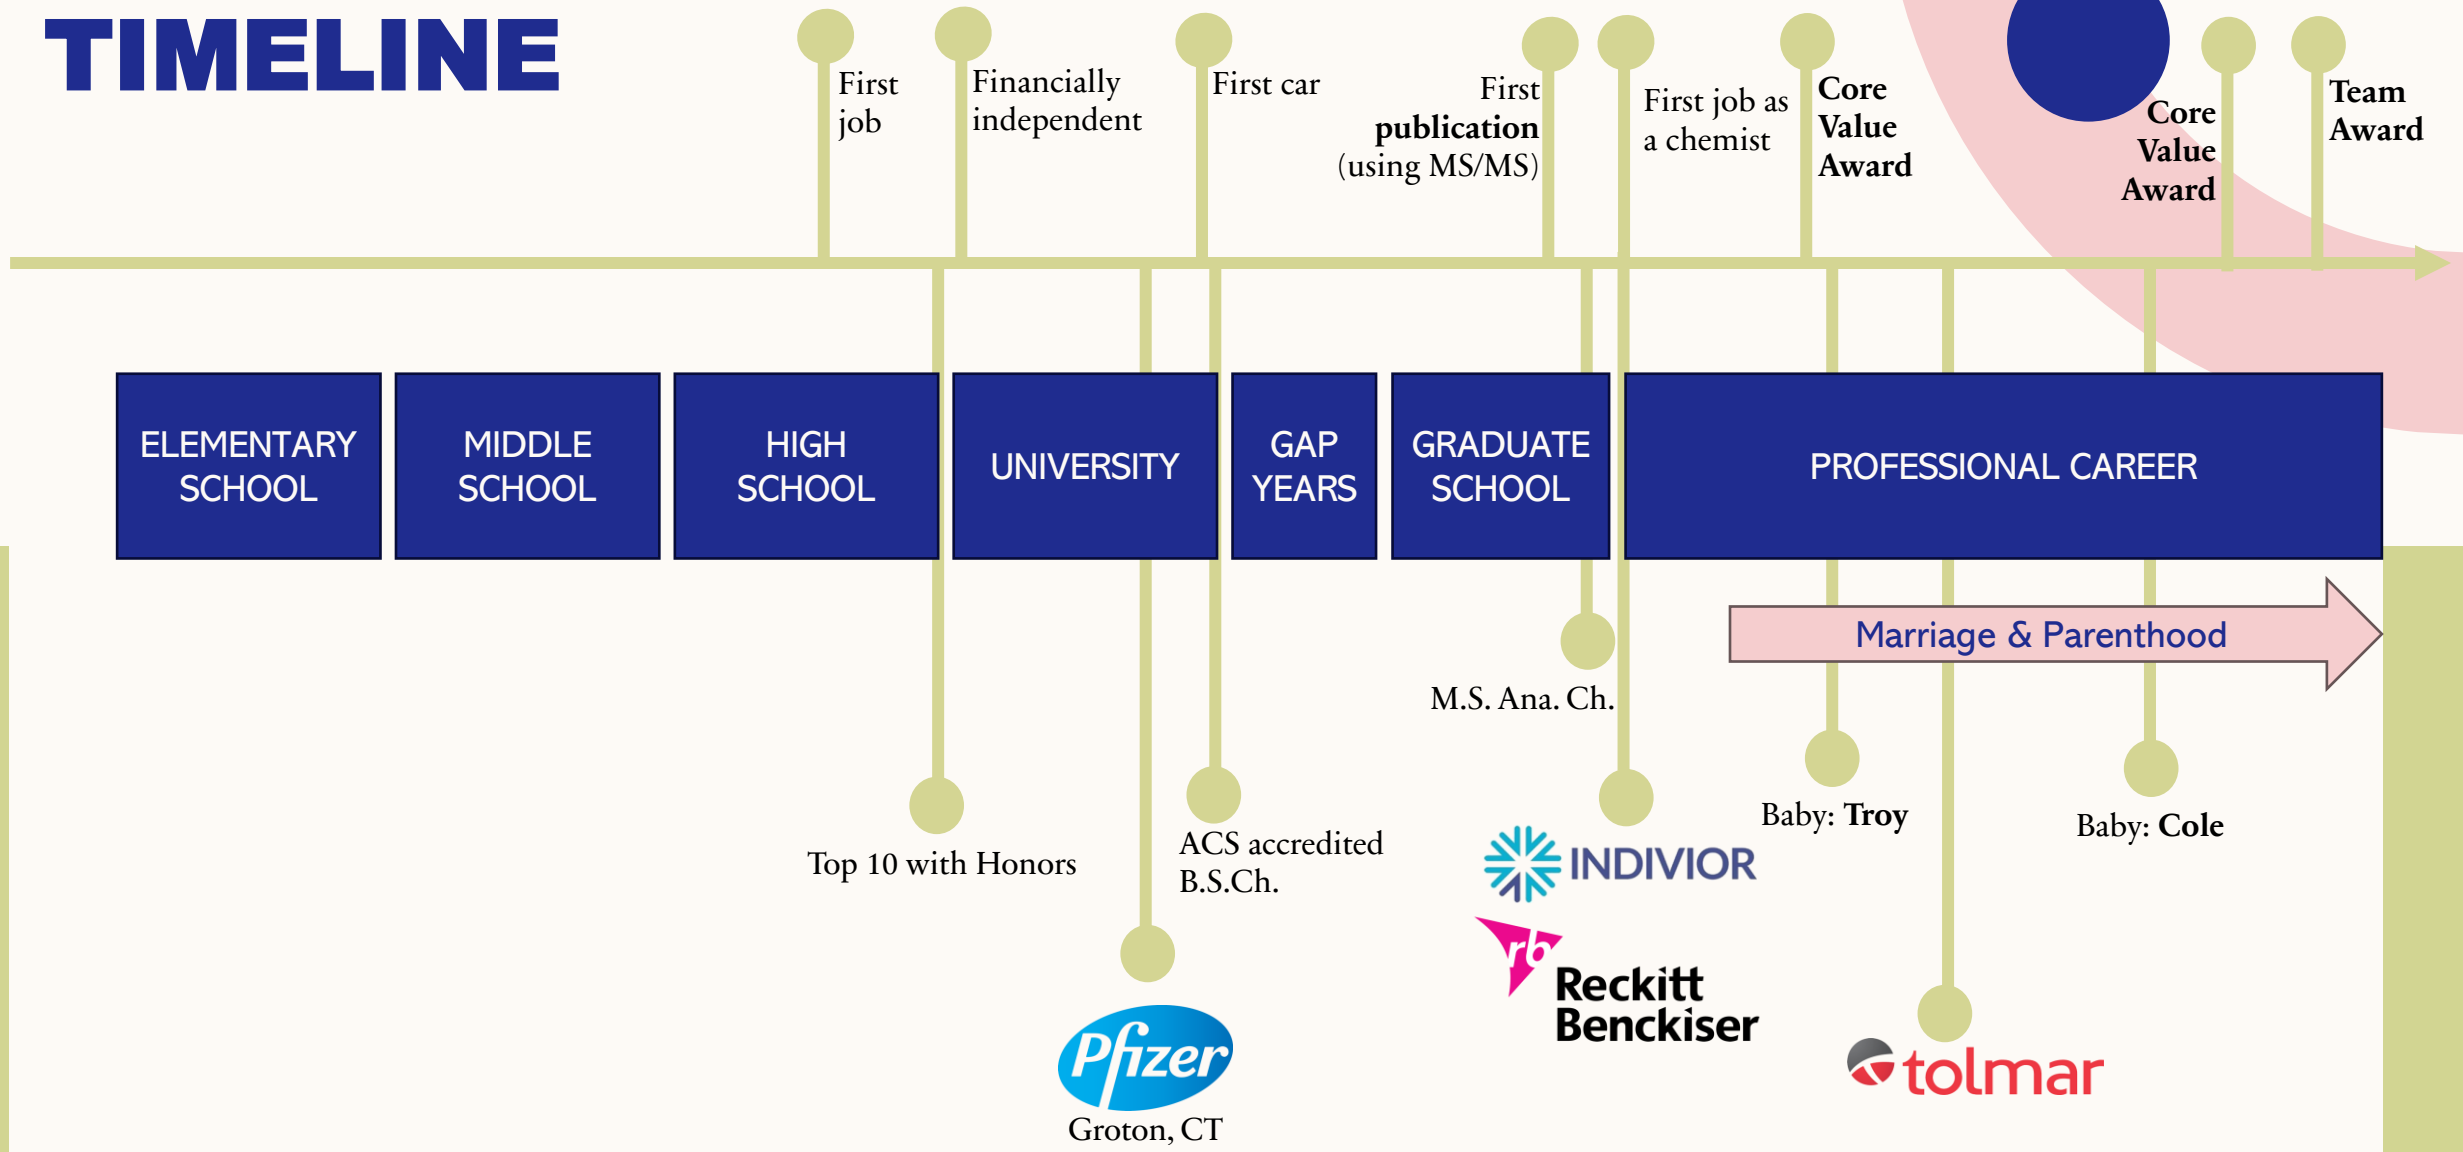 TIMELINE
First
job
Financially
independent
First car
First
publication
(using MS/MS)
First job as
a chemist
Core
Value
Award
Core
Value
Award
Team
Award
ELEMENTARY
SCHOOL
MIDDLE
SCHOOL
HIGH
SCHOOL
UNIVERSITY
GAP
YEARS
GRADUATE
SCHOOL
PROFESSIONAL CAREER
Marriage & Parenthood
M.S. Ana. Ch.
Top 10 with Honors
ACS accredited
B.S.Ch.
Baby: Troy
Baby: Cole
INDIVIOR
rb
Reckitt
Benckiser
Pfizer
Groton, CT
tolmar